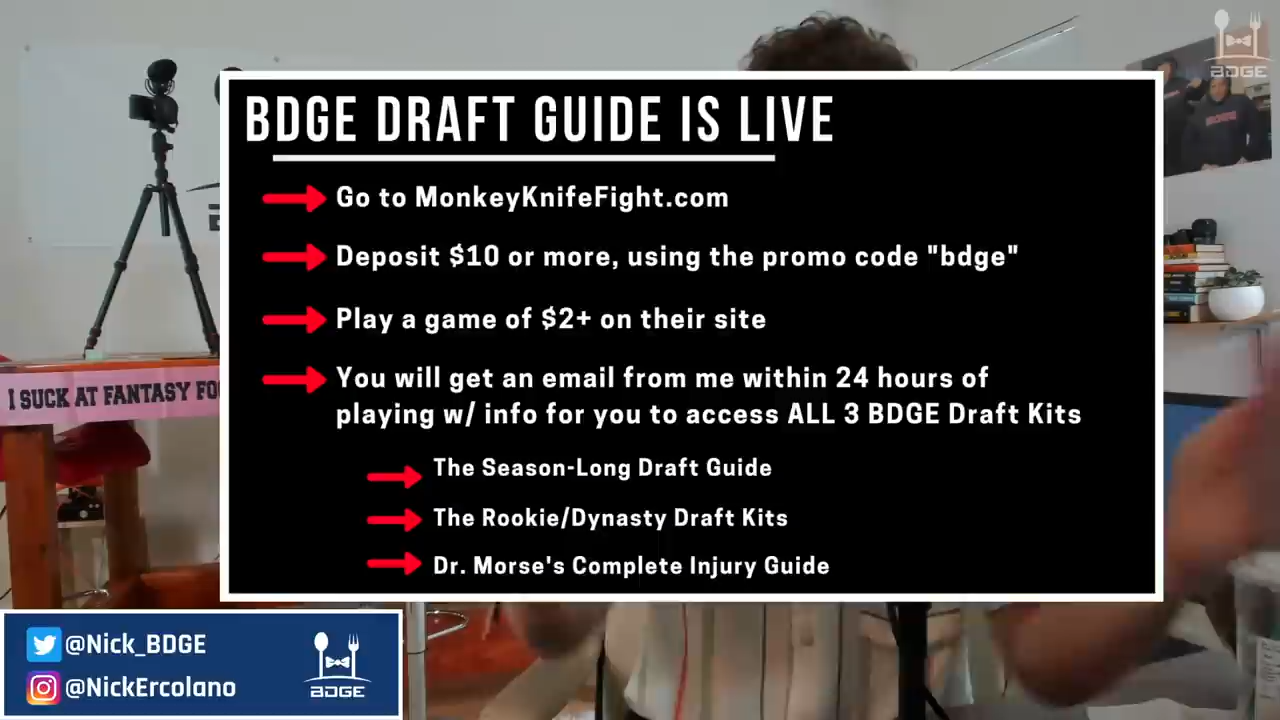 BDGE
BDGE DRAFT GUIDE IS LIVE
Go to MonkeyKnifeFight.com
Deposit $10 or more, using the promo code "bdge"
Play a game of $2+ on their site
You will get an email from me within 24 hours of
playing w/ info for you to access ALL 3 BDGE Draft Kits
The Season-Long Draft Guide
The Rookie/Dynasty Draft Kits
Dr. Morse's Complete Injury Guide
I SUCK AT FANTASY FO
@Nick_BDGE
@NickErcolano
BDGE